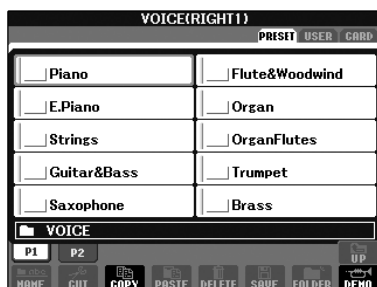 VOICE(RIGHT1)
PRESET USER CARD
Piano
Flute&Woodwind
E.Piano
Organ
Strings
OrganFlutes
Guitar&Bass
Trumpet
Saxophone
Brass
VOICE
P1 P2
UP
NAME CUT COPY PASTE DELETE SAVE FOLDER DEMO